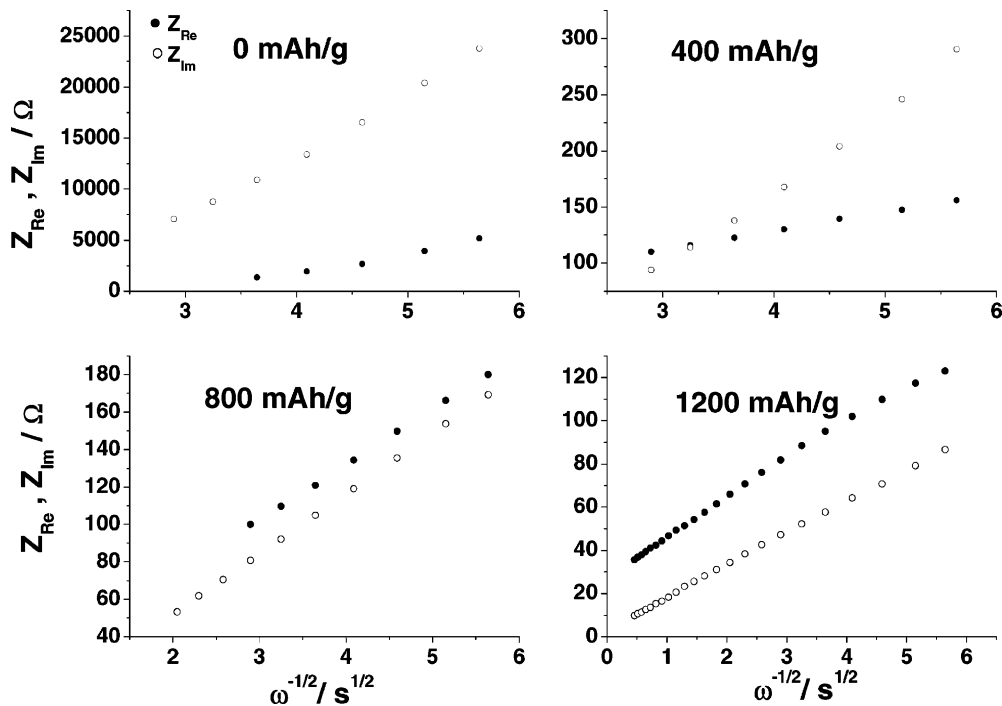 Z_Re
Z_Im
0 mAh/g
Z_Re , Z_Im / Ω
25000
20000
15000
10000
5000
0
3 4 5 6
400 mAh/g
300
250
200
150
100
3 4 5 6
800 mAh/g
Z_Re , Z_Im / Ω
180
160
140
120
100
80
60
40
2 3 4 5 6
ω^-1/2 / s^1/2
1200 mAh/g
120
100
80
60
40
20
0
0 1 2 3 4 5 6
ω^-1/2 / s^1/2